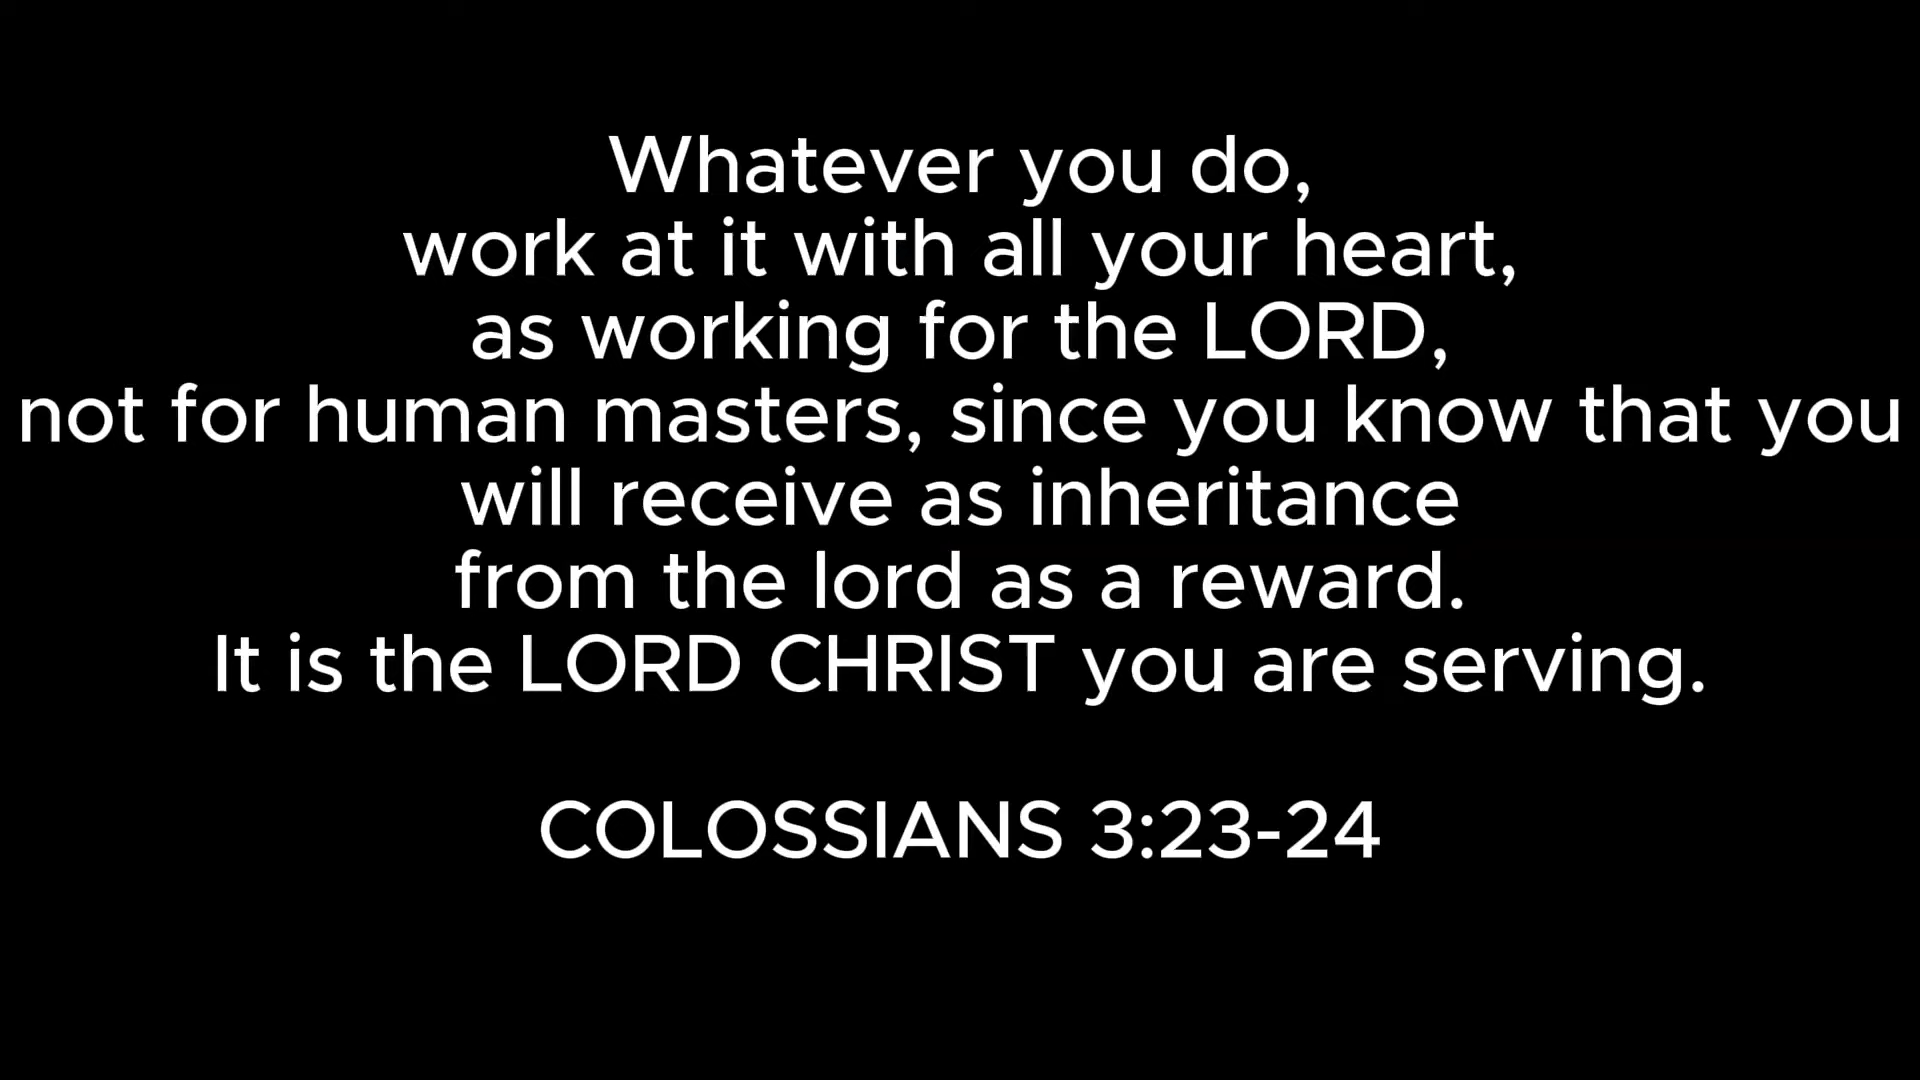 Whatever you do,
work at it with all your heart,
as working for the LORD,
not for human masters, since you know that you
will receive as inheritance
from the lord as a reward.
It is the LORD CHRIST you are serving.
COLOSSIANS 3:23-24